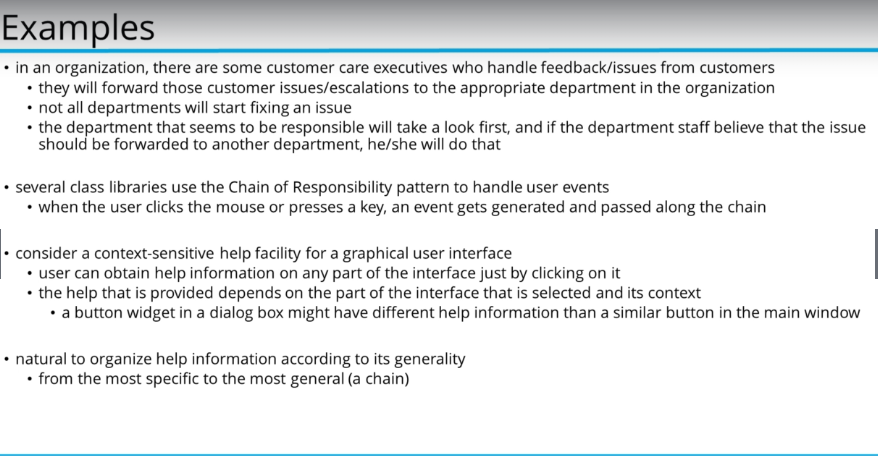 Examples
• in an organization, there are some customer care executives who handle feedback/issues from customers
• they will forward those customer issues/escalations to the appropriate department in the organization
• not all departments will start fixing an issue
• the department that seems to be responsible will take a look first, and if the department staff believe that the issue
should be forwarded to another department, he/she will do that
• several class libraries use the Chain of Responsibility pattern to handle user events
• when the user clicks the mouse or presses a key, an event gets generated and passed along the chain
• consider a context-sensitive help facility for a graphical user interface
• user can obtain help information on any part of the interface just by clicking on it
• the help that is provided depends on the part of the interface that is selected and its context
• a button widget in a dialog box might have different help information than a similar button in the main window
• natural to organize help information according to its generality
• from the most specific to the most general (a chain)